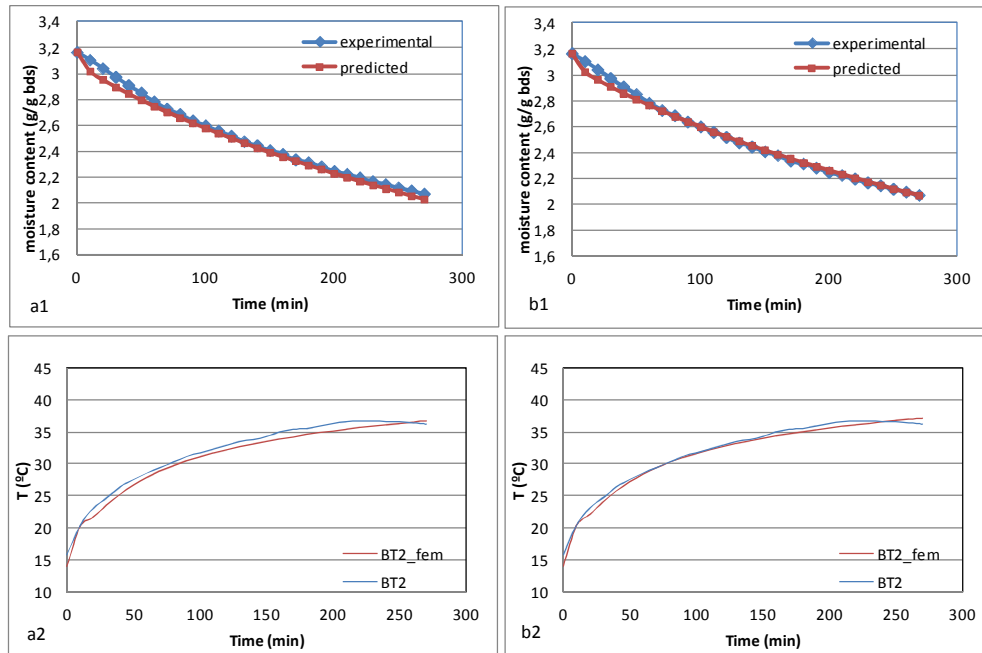 3,4
3,2
3
2,8
2,6
2,4
2,2
2
1,8
1,6
moisture content (g/g bds)
experimental
predicted
0 100 200 300
Time (min)
a1
3,4
3,2
3
2,8
2,6
2,4
2,2
2
1,8
1,6
moisture content (g/g bds)
experimental
predicted
0 100 200 300
Time (min)
b1
45
40
35
30
25
20
15
10
T (ºC)
BT2_fem
BT2
0 50 100 150 200 250 300
Time (min)
a2
45
40
35
30
25
20
15
10
T (ºC)
BT2_fem
BT2
0 50 100 150 200 250 300
Time (min)
b2